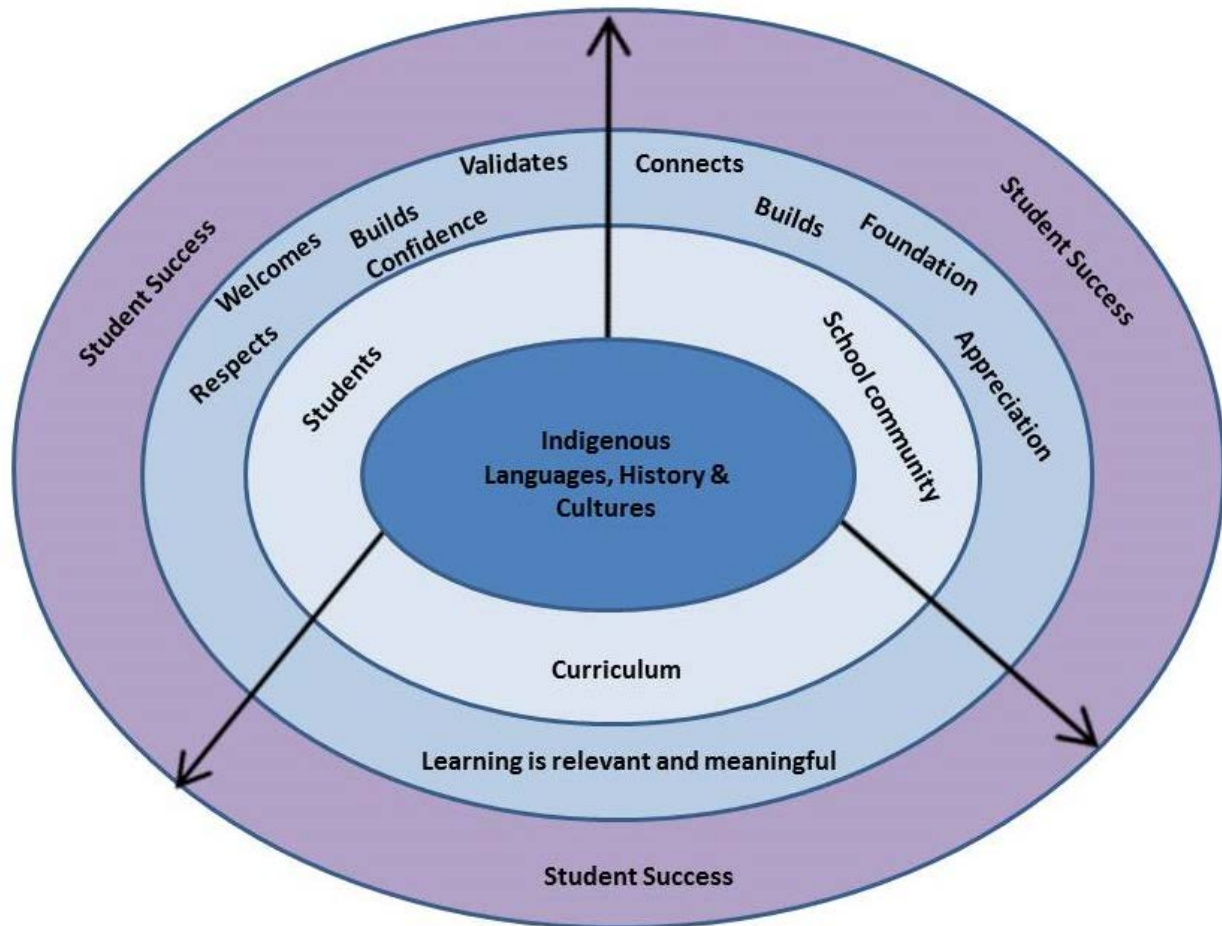 Validates
Connects
Builds
Confidence
Builds
Foundation
Welcomes
Respects
Appreciation
Student Success
Student Success
Students
School community
Indigenous
Languages, History &
Cultures
Curriculum
Learning is relevant and meaningful
Student Success